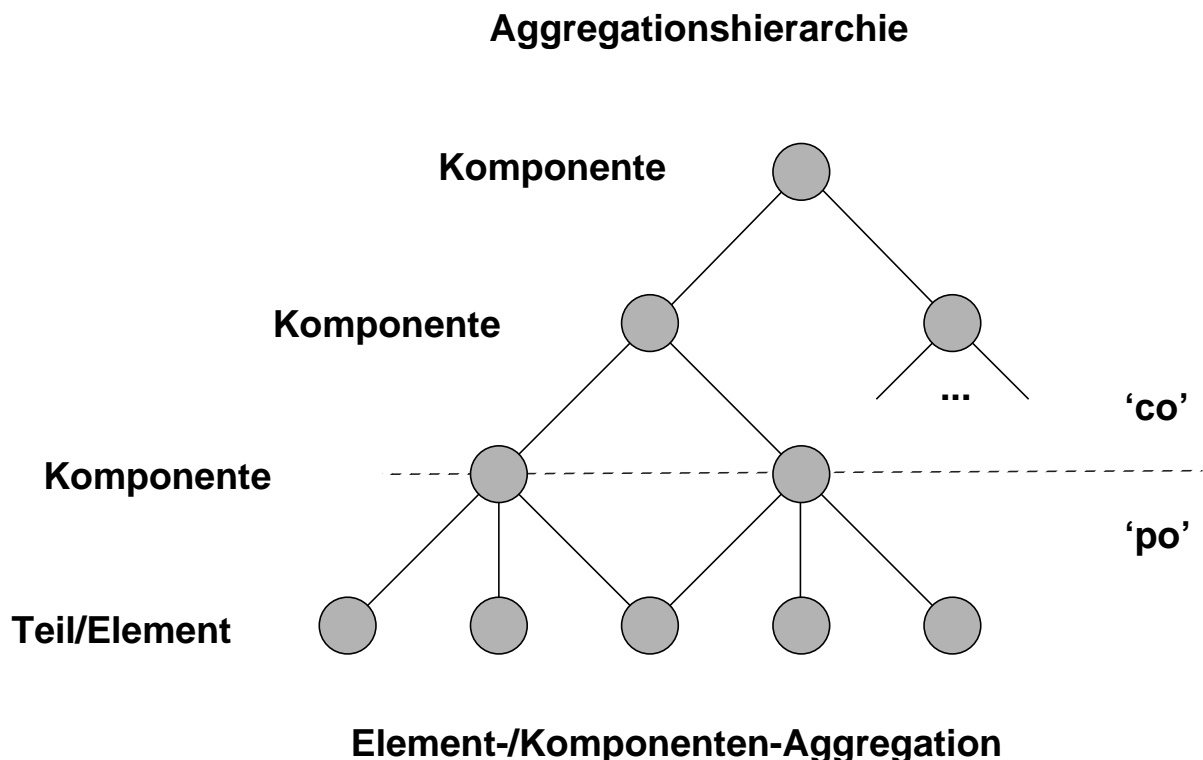 Aggregationshierarchie
Komponente
Komponente
...
‘co’
Komponente
‘po’
Teil/Element
Element-/Komponenten-Aggregation